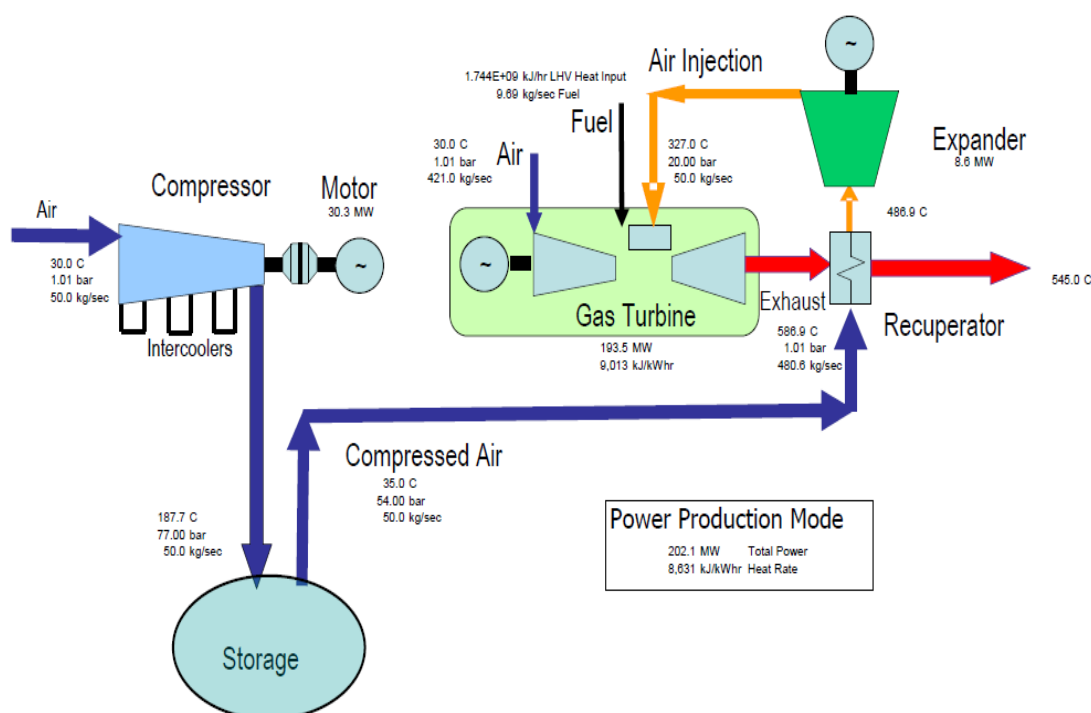 ~
1.744E+09 kJ/hr LHV Heat Input
9.69 kg/sec Fuel
Air Injection
Fuel
30.0 C
1.01 bar
421.0 kg/sec
Air
327.0 C
20.00 bar
50.0 kg/sec
Expander
8.6 MW
Compressor
Motor
30.3 MW
Air
30.0 C
1.01 bar
50.0 kg/sec
~
Intercoolers
~
Gas Turbine
193.5 MW
9,013 kJ/kWhr
486.9 C
545.0 C
Exhaust
586.9 C
1.01 bar
480.6 kg/sec
Recuperator
Compressed Air
35.0 C
54.00 bar
50.0 kg/sec
187.7 C
77.00 bar
50.0 kg/sec
Power Production Mode
202.1 MW Total Power
8,631 kJ/kWhr Heat Rate
Storage